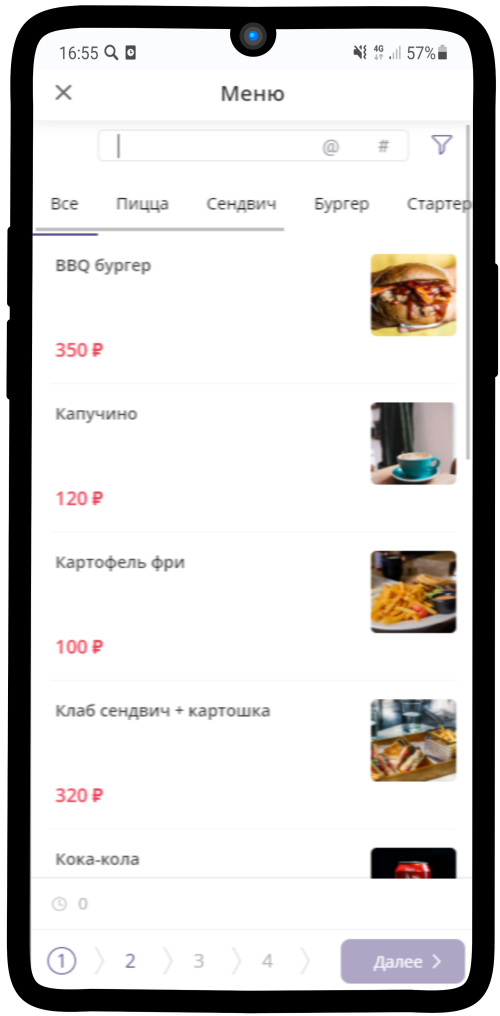 16:55 4G 57%
Меню
@ #
Все Пицца Сендвич Бургер Стартер
BBQ бургер
350 ₽
Капучино
120 ₽
Картофель фри
100 ₽
Клаб сендвич + картошка
320 ₽
Кока-кола
0
1 2 3 4 Далее